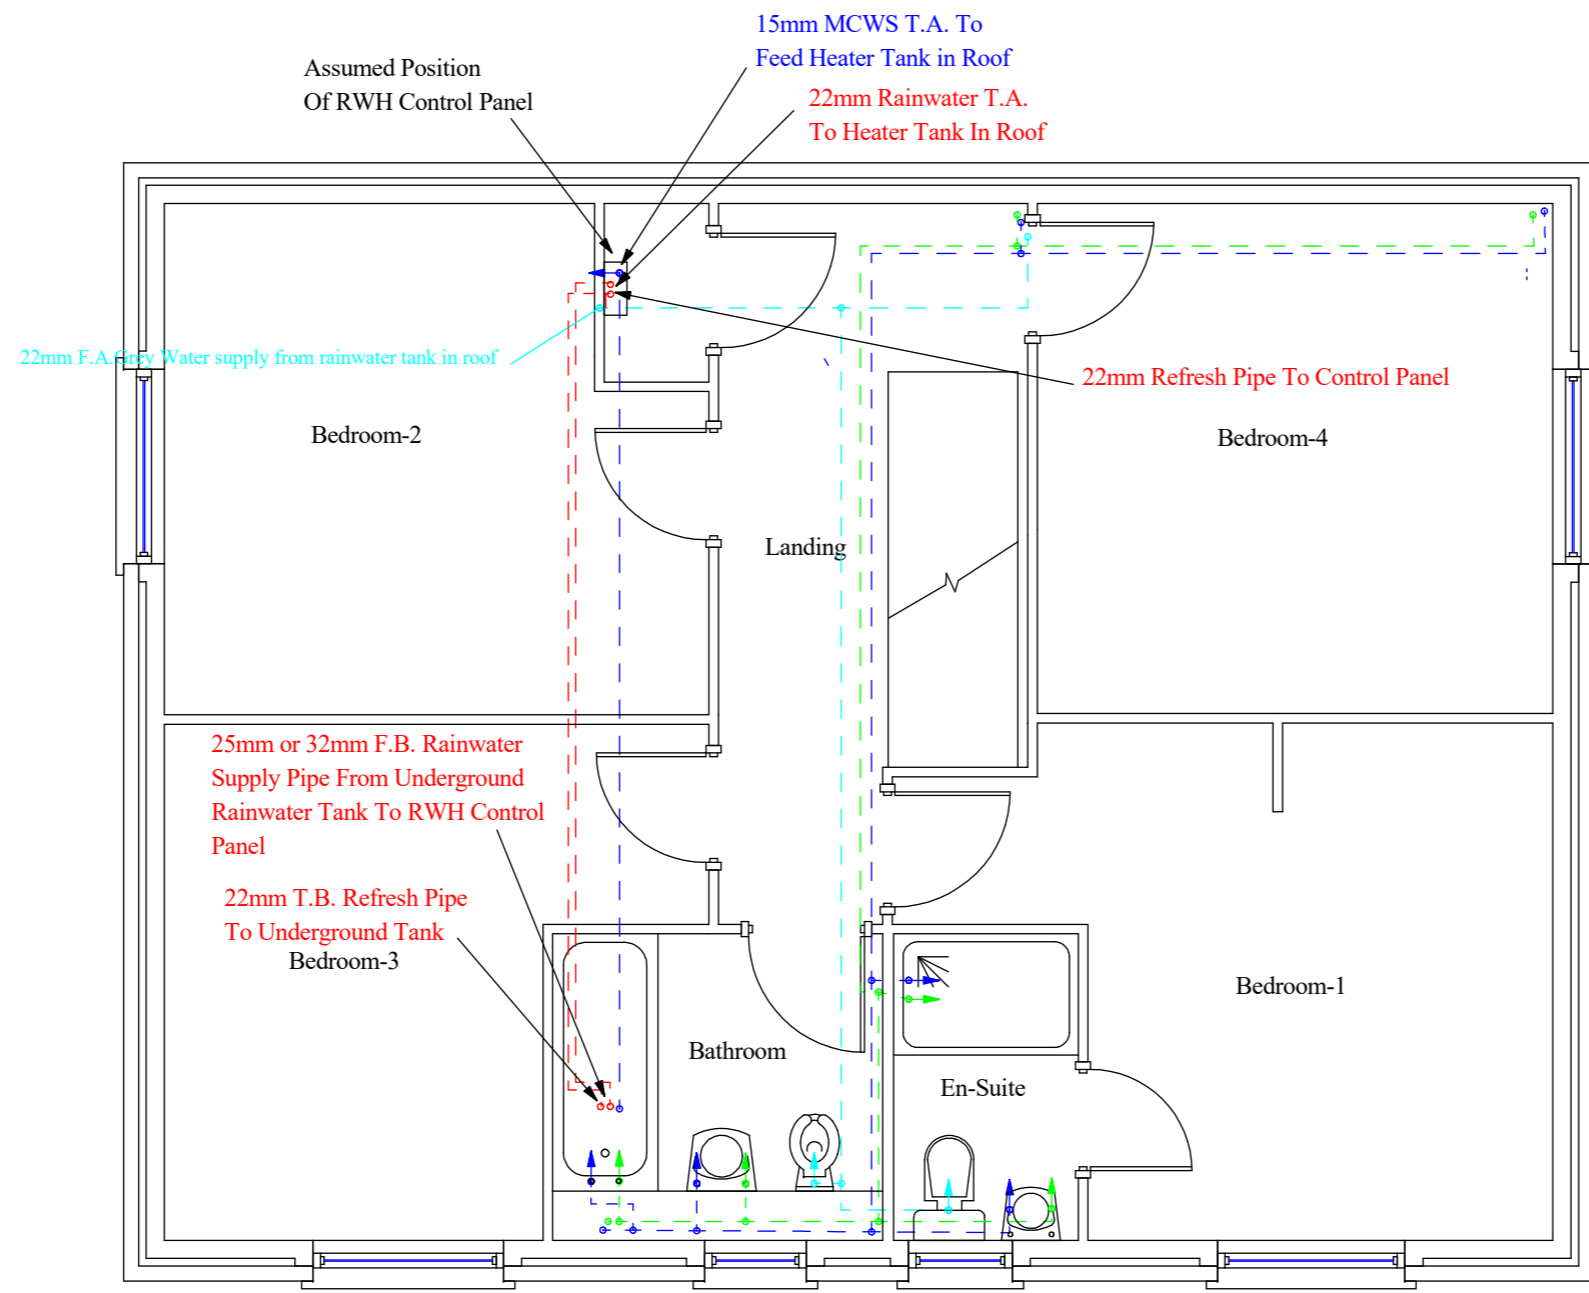 15mm MCWS T.A. To
Feed Heater Tank in Roof
Assumed Position
Of RWH Control Panel
22mm Rainwater T.A.
To Heater Tank In Roof
22mm F.A.Grey Water supply from rainwater tank in roof
22mm Refresh Pipe To Control Panel
Bedroom-2
Bedroom-4
Landing
25mm or 32mm F.B. Rainwater
Supply Pipe From Underground
Rainwater Tank To RWH Control
Panel
22mm T.B. Refresh Pipe
To Underground Tank
Bedroom-3
Bedroom-1
Bathroom
En-Suite